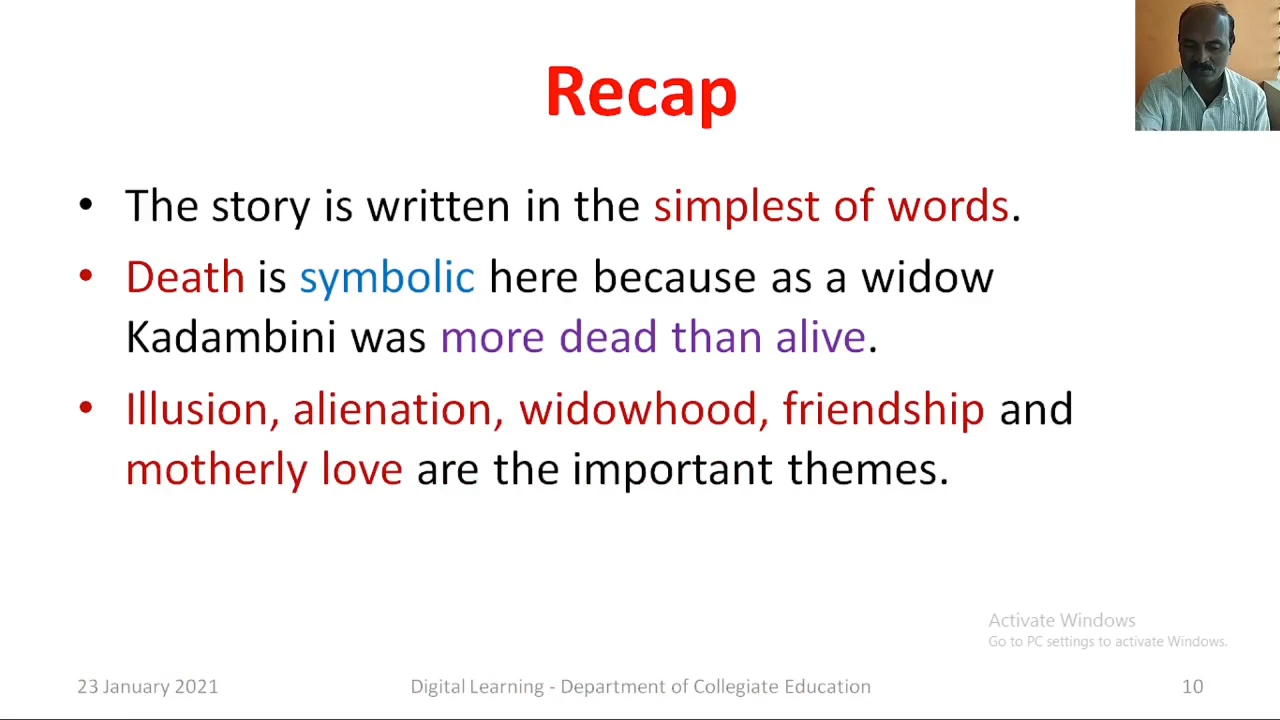 Recap
• The story is written in the simplest of words.
• Death is symbolic here because as a widow
Kadambini was more dead than alive.
• Illusion, alienation, widowhood, friendship and
motherly love are the important themes.
Activate Windows
Go to PC settings to activate Windows.
23 January 2021
Digital Learning - Department of Collegiate Education
10